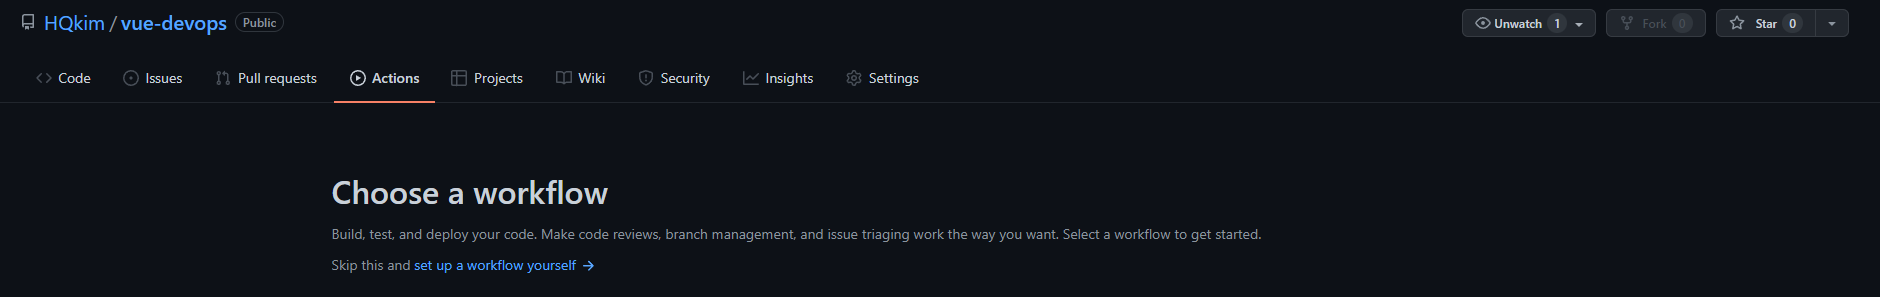 HQkim / vue-devops Public Unwatch 1 Fork 0 Star 0
Code Issues Pull requests Actions Projects Wiki Security Insights Settings
Choose a workflow
Build, test, and deploy your code. Make code reviews, branch management, and issue triaging work the way you want. Select a workflow to get started.
Skip this and set up a workflow yourself →